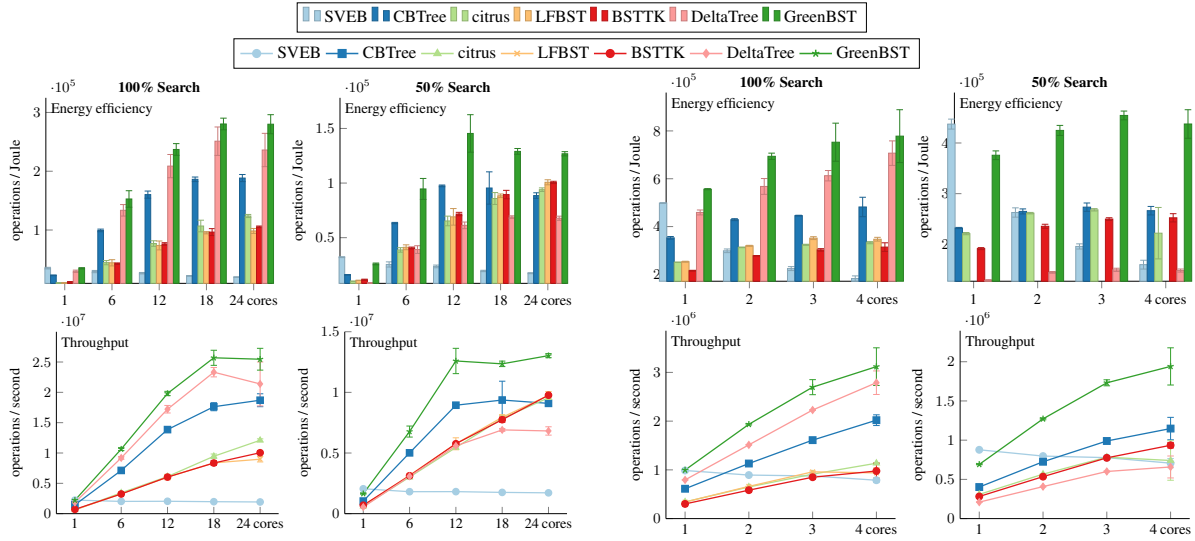 SVEB CBTree citrus LFBST BSTTK DeltaTree GreenBST
SVEB CBTree citrus LFBST BSTTK DeltaTree GreenBST
·10^5 100% Search
Energy efficiency
operations / Joule
3
2
1
1 6 12 18 24 cores
·10^5 50% Search
Energy efficiency
operations / Joule
1.5
1
0.5
1 6 12 18 24 cores
·10^5 100% Search
Energy efficiency
operations / Joule
8
6
4
2
1 2 3 4 cores
·10^5 50% Search
Energy efficiency
operations / Joule
4
3
2
1 2 3 4 cores
·10^7
Throughput
operations / second
2.5
2
1.5
1
0.5
0
1 6 12 18 24 cores
·10^7
Throughput
operations / second
1.5
1
0.5
0
1 6 12 18 24 cores
·10^6
Throughput
operations / second
3
2
1
0
1 2 3 4 cores
·10^6
Throughput
operations / second
2
1.5
1
0.5
0
1 2 3 4 cores